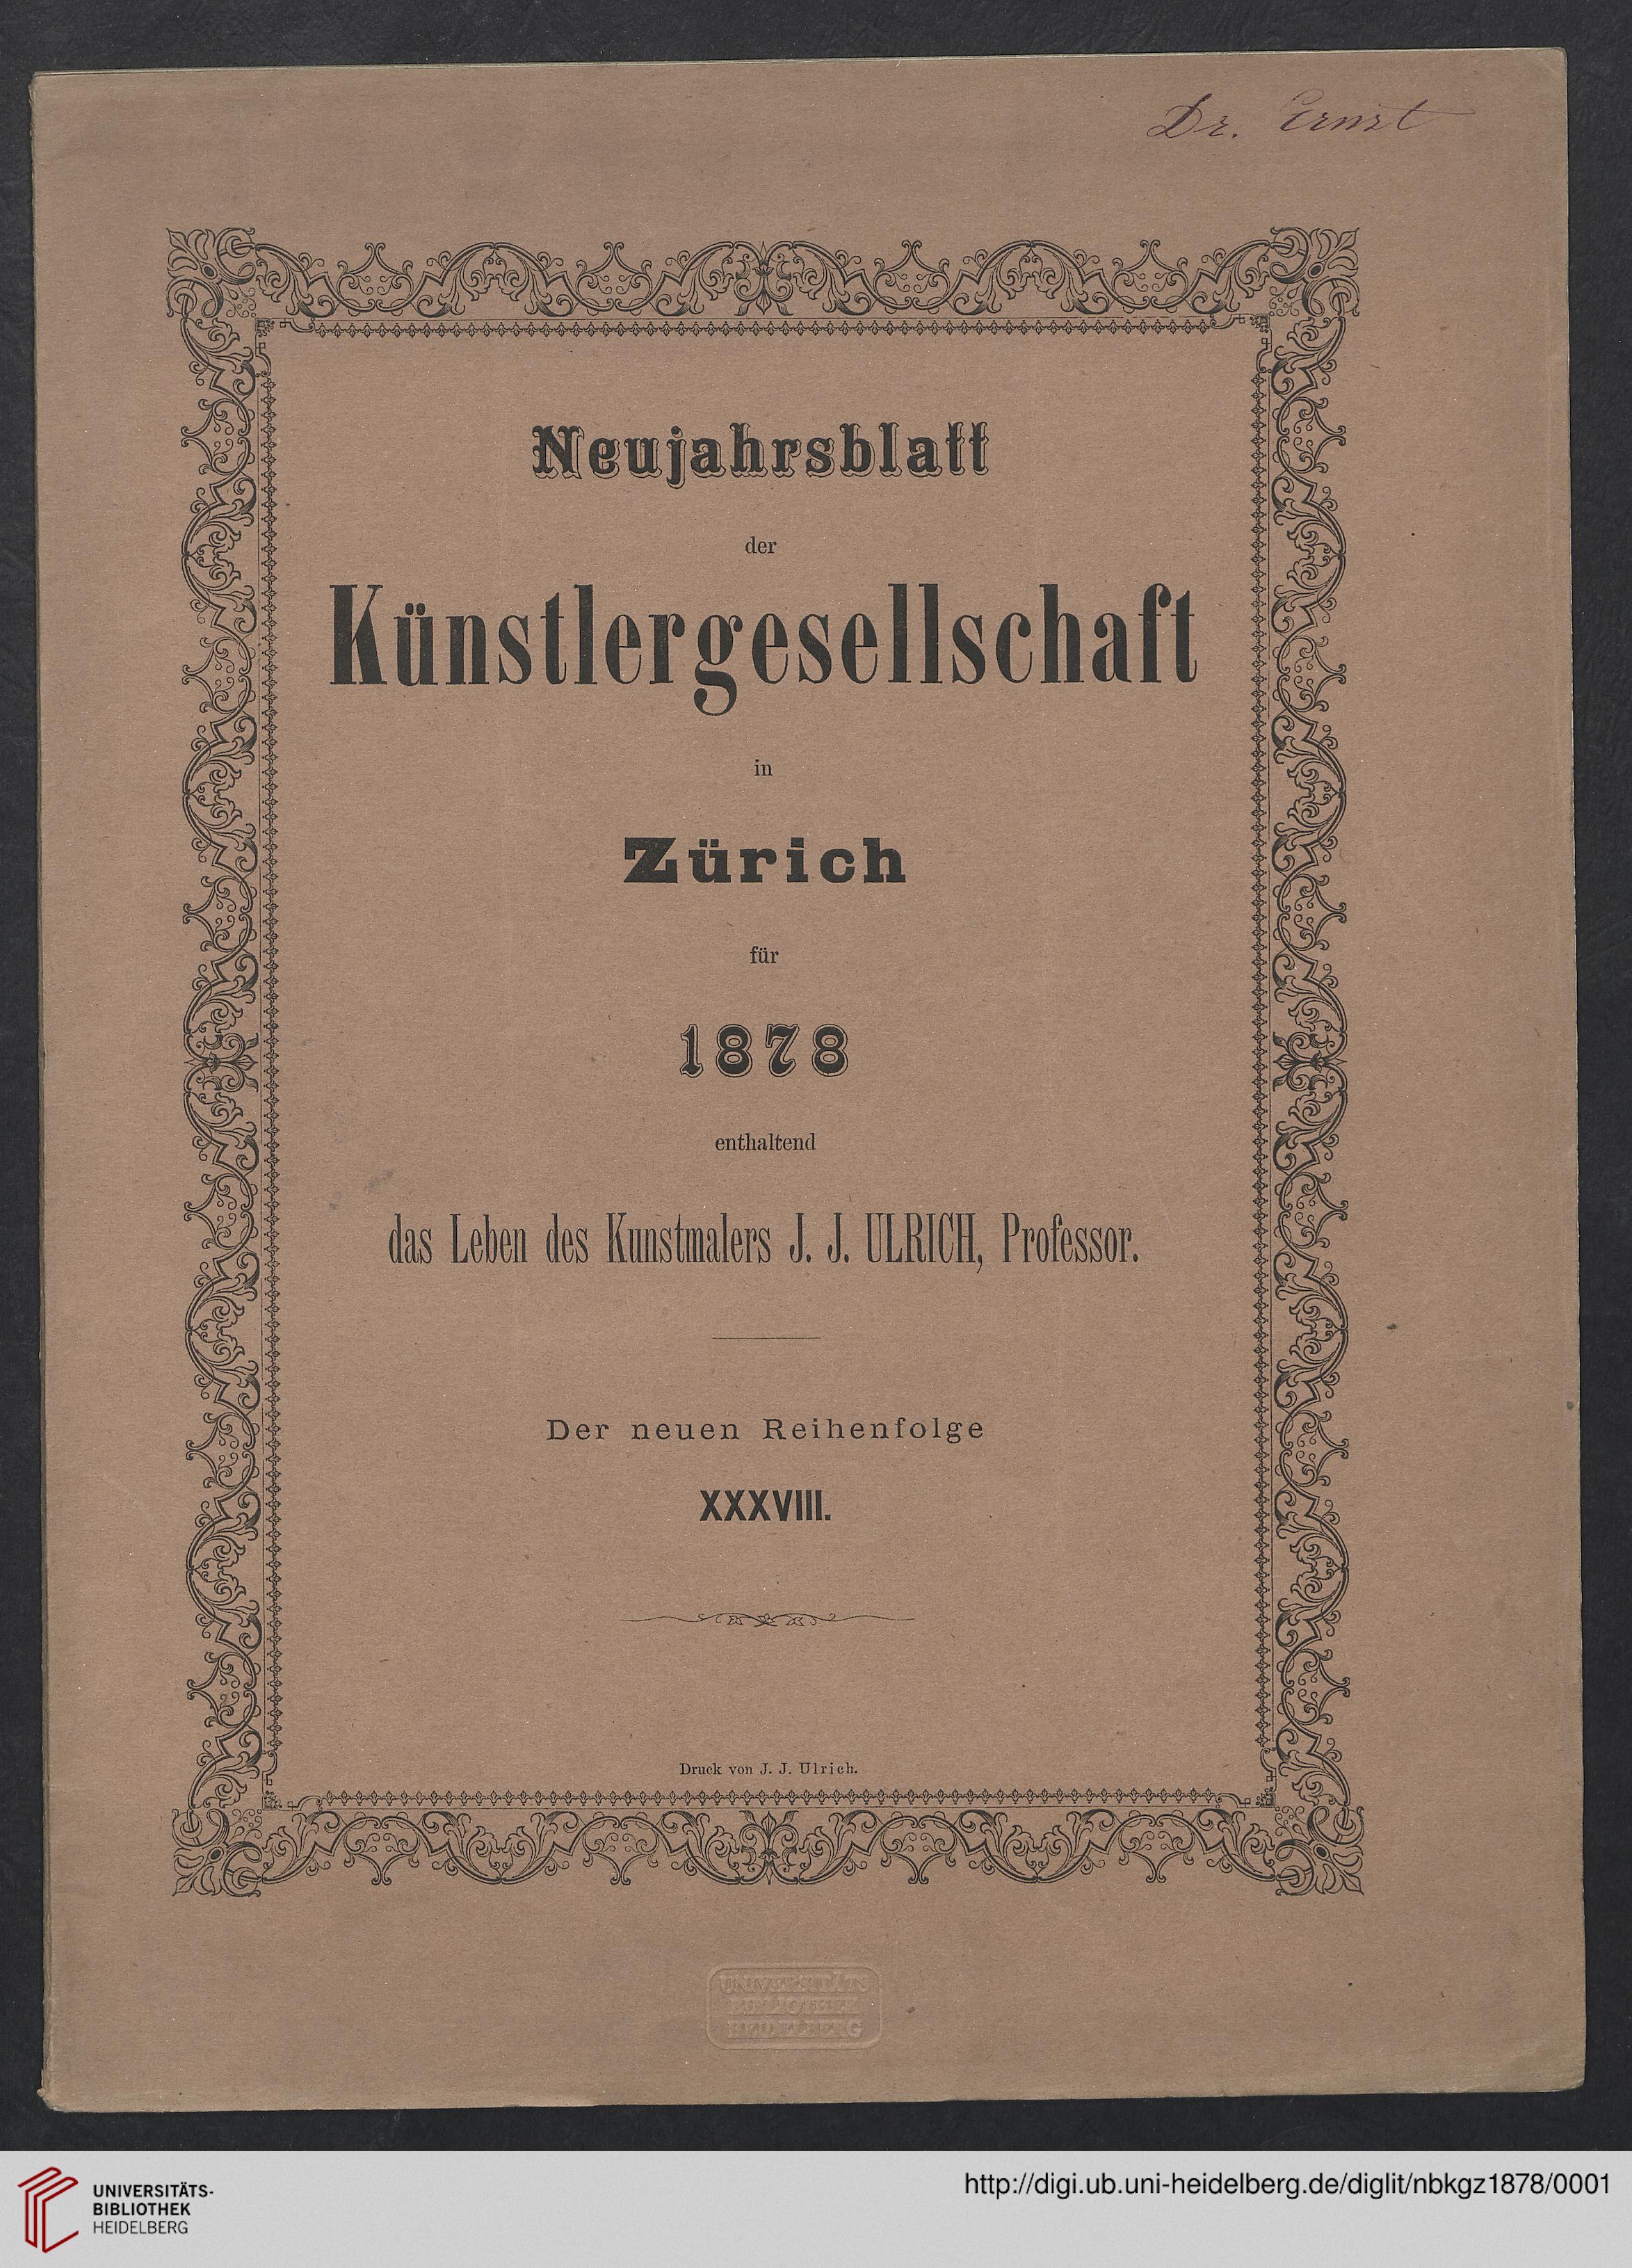 Dr. Ernst
Neujahrsblatt
der
Künstlergesellschaft
in
Zürich
für
1878
enthaltend
das Leben des Kunstmalers J. J. ULRICH, Professor.
Der neuen Reihenfolge
XXXVIII.
Druck von J. J. Ulrich.
UNIVERSITÄTS
BIBLIOTHEK
HEIDELBERG
UNIVERSITÄTS-
BIBLIOTHEK
HEIDELBERG
http://digi.ub.uni-heidelberg.de/diglit/nbkgz1878/0001